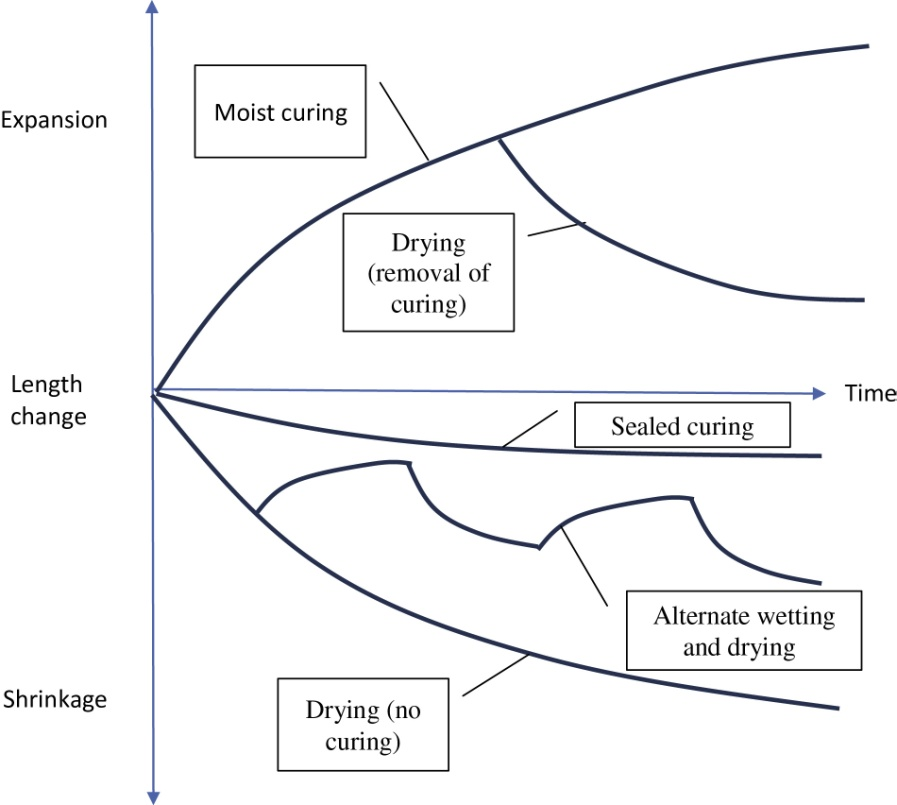 Expansion
Moist curing
Drying
(removal of
curing)
Length
change
Time
Sealed curing
Alternate wetting
and drying
Shrinkage
Drying (no
curing)